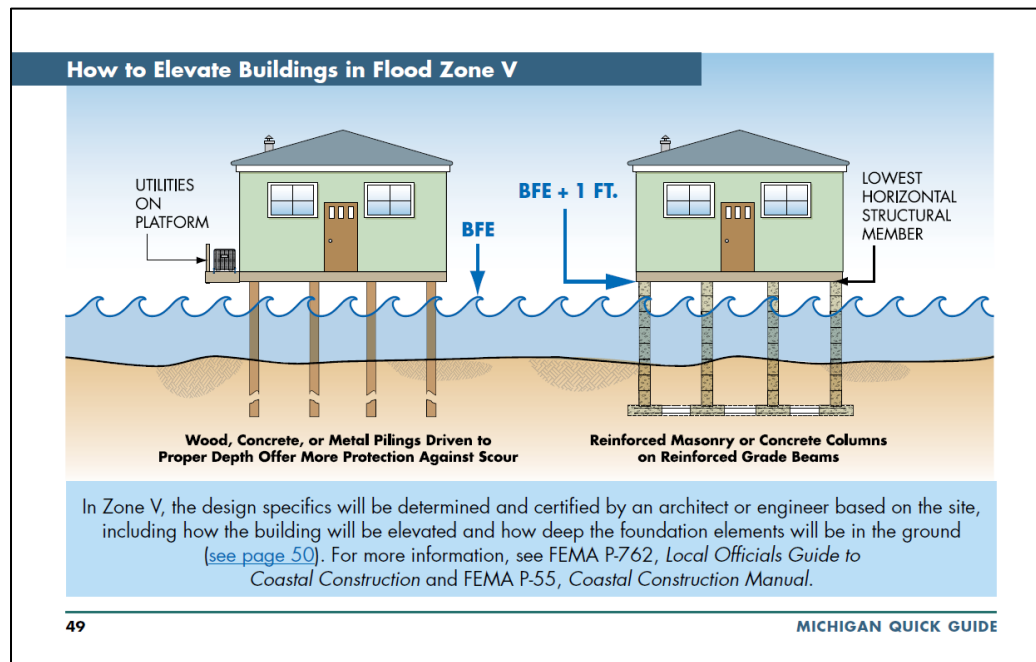 How to Elevate Buildings in Flood Zone V
UTILITIES
ON
PLATFORM
BFE
BFE + 1 FT.
LOWEST
HORIZONTAL
STRUCTURAL
MEMBER
Wood, Concrete, or Metal Pilings Driven to
Proper Depth Offer More Protection Against Scour
Reinforced Masonry or Concrete Columns
on Reinforced Grade Beams
In Zone V, the design specifics will be determined and certified by an architect or engineer based on the site,
including how the building will be elevated and how deep the foundation elements will be in the ground
(see page 50). For more information, see FEMA P-762, Local Officials Guide to
Coastal Construction and FEMA P-55, Coastal Construction Manual.
49
MICHIGAN QUICK GUIDE